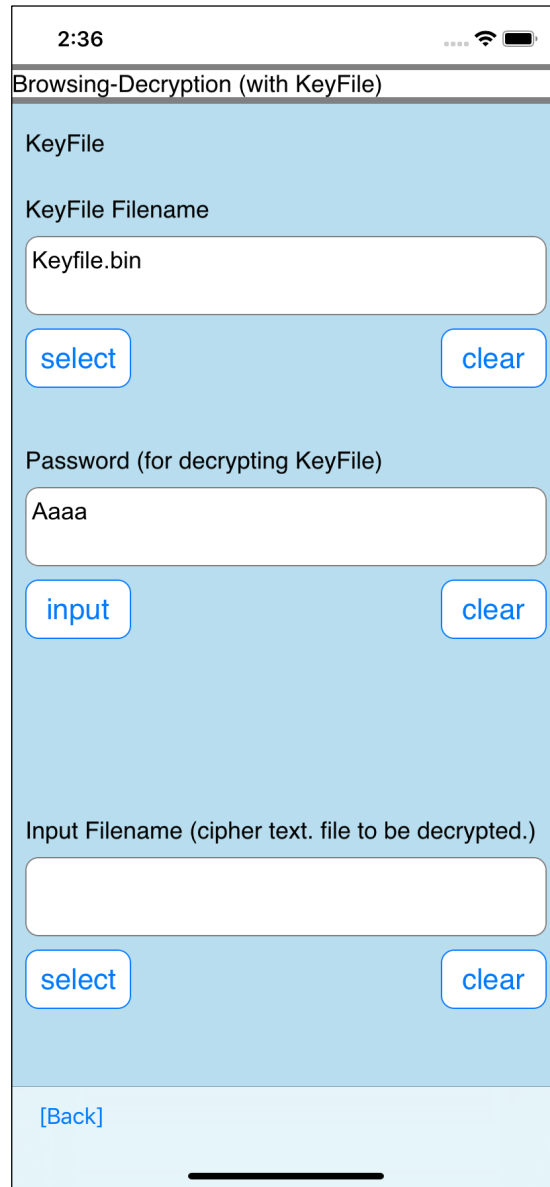 2:36
Browsing-Decryption (with KeyFile)
KeyFile
KeyFile Filename
Keyfile.bin
select clear
Password (for decrypting KeyFile)
Aaaa
input clear
Input Filename (cipher text. file to be decrypted.)
select clear
[Back]